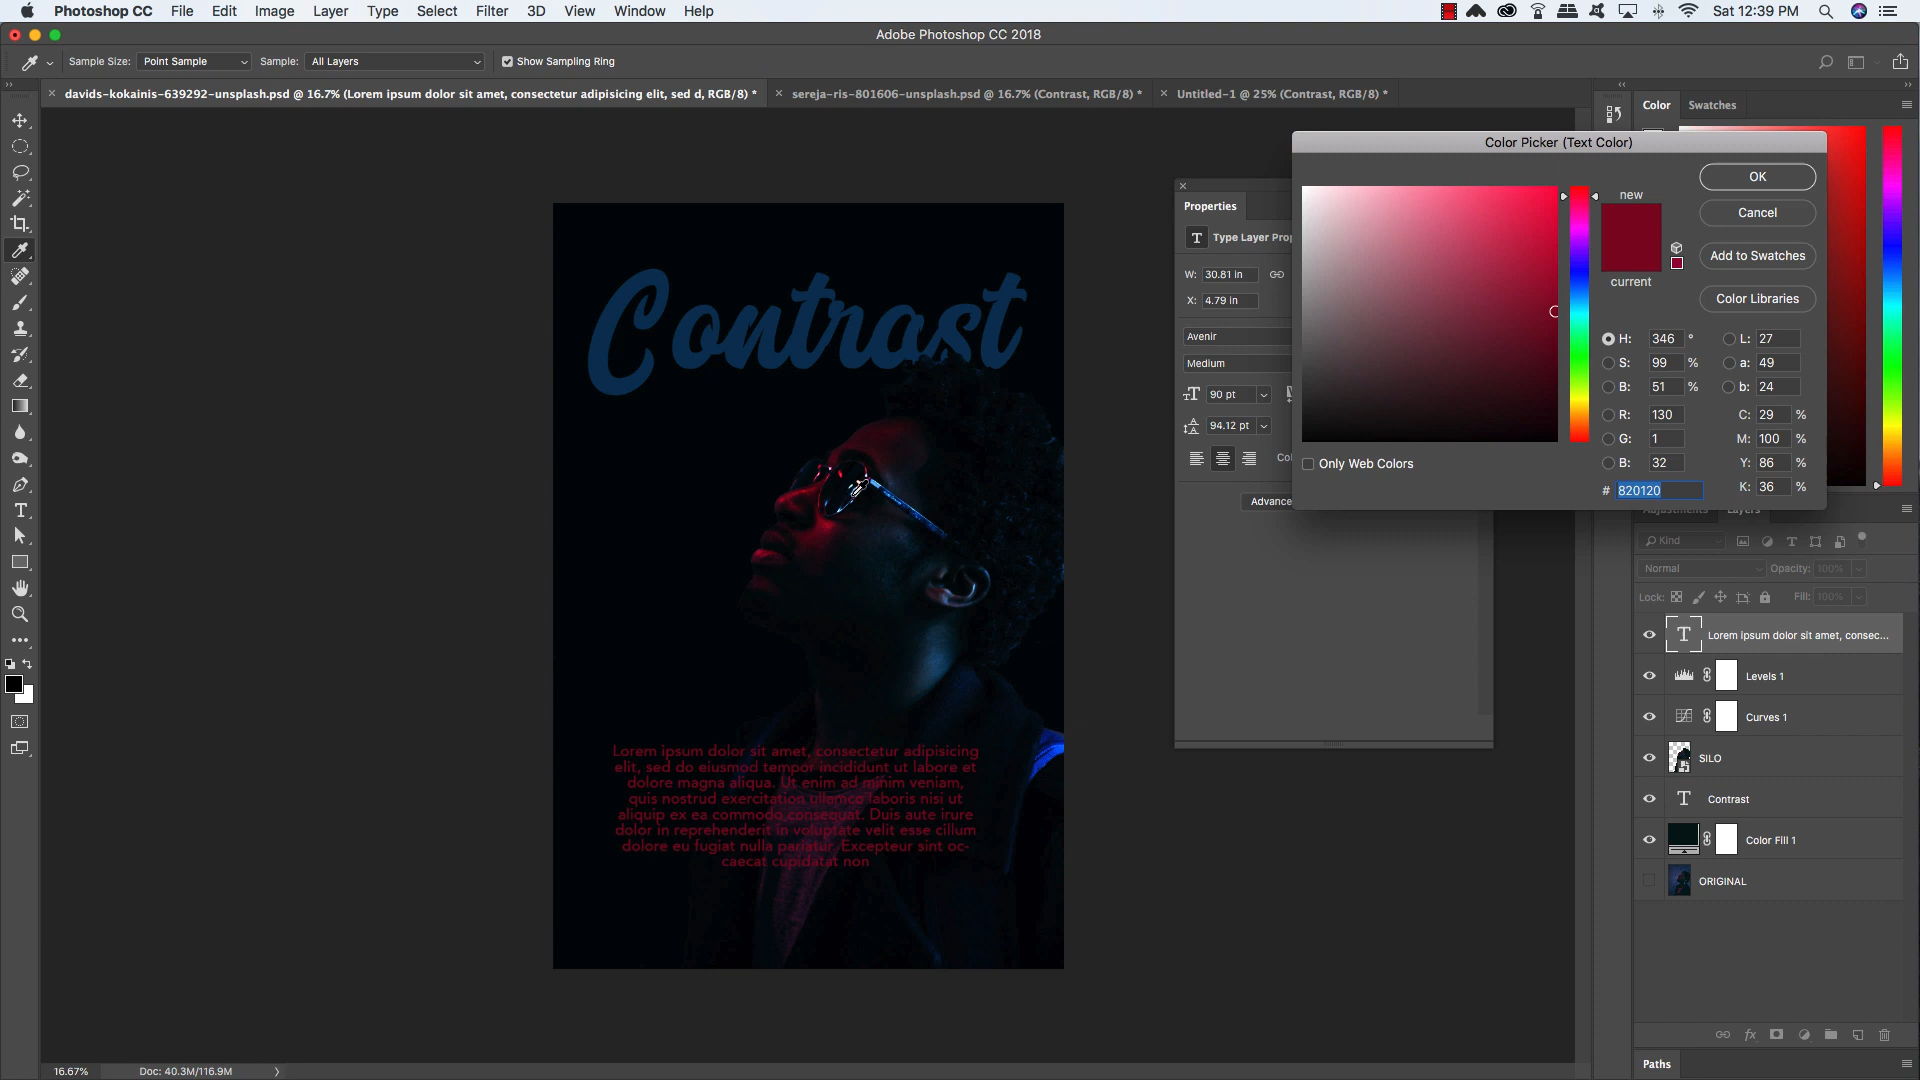 Photoshop CC File Edit Image Layer Type Select Filter 3D View Window Help Sat 12:39 PM
Adobe Photoshop CC 2018
Sample Size: Point Sample Sample: All Layers Show Sampling Ring
davids-kokainis-639292-unsplash.psd @ 16.7% (Lorem ipsum dolor sit amet, consectetur adipisicing elit, sed d, RGB/8) *
sereja-ris-801606-unsplash.psd @ 16.7% (Contrast, RGB/8) *
Untitled-1 @ 25% (Contrast, RGB/8) *
Color Swatches
Color Picker (Text Color)
new
current
OK
Cancel
Add to Swatches
Color Libraries
H: 346 °
S: 99 %
B: 51 %
R: 130
G: 1
B: 32
# 820120
L: 27
a: 49
b: 24
C: 29 %
M: 100 %
Y: 86 %
K: 36 %
Only Web Colors
Properties
T Type Layer Prop
W: 30.81 in
X: 4.79 in
Avenir
Medium
90 pt
94.12 pt
Co
Advance
Contrast
Lorem ipsum dolor sit amet, consectetur adipisicing
elit, sed do eiusmod tempor incididunt ut labore et
dolore magna aliqua. Ut enim ad minim veniam,
quis nostrud exercitation ullamco laboris nisi ut
aliquip ex ea commodo consequat. Duis aute irure
dolor in reprehenderit in voluptate velit esse cillum
dolore eu fugiat nulla pariatur. Excepteur sint oc-
caecat cupidatat non
Adjustments Layers
Kind
Normal Opacity: 100%
Lock: Fill: 100%
T Lorem ipsum dolor sit amet, consec...
Levels 1
Curves 1
SILO
T Contrast
Color Fill 1
ORIGINAL
Paths
16.67% Doc: 40.3M/116.9M